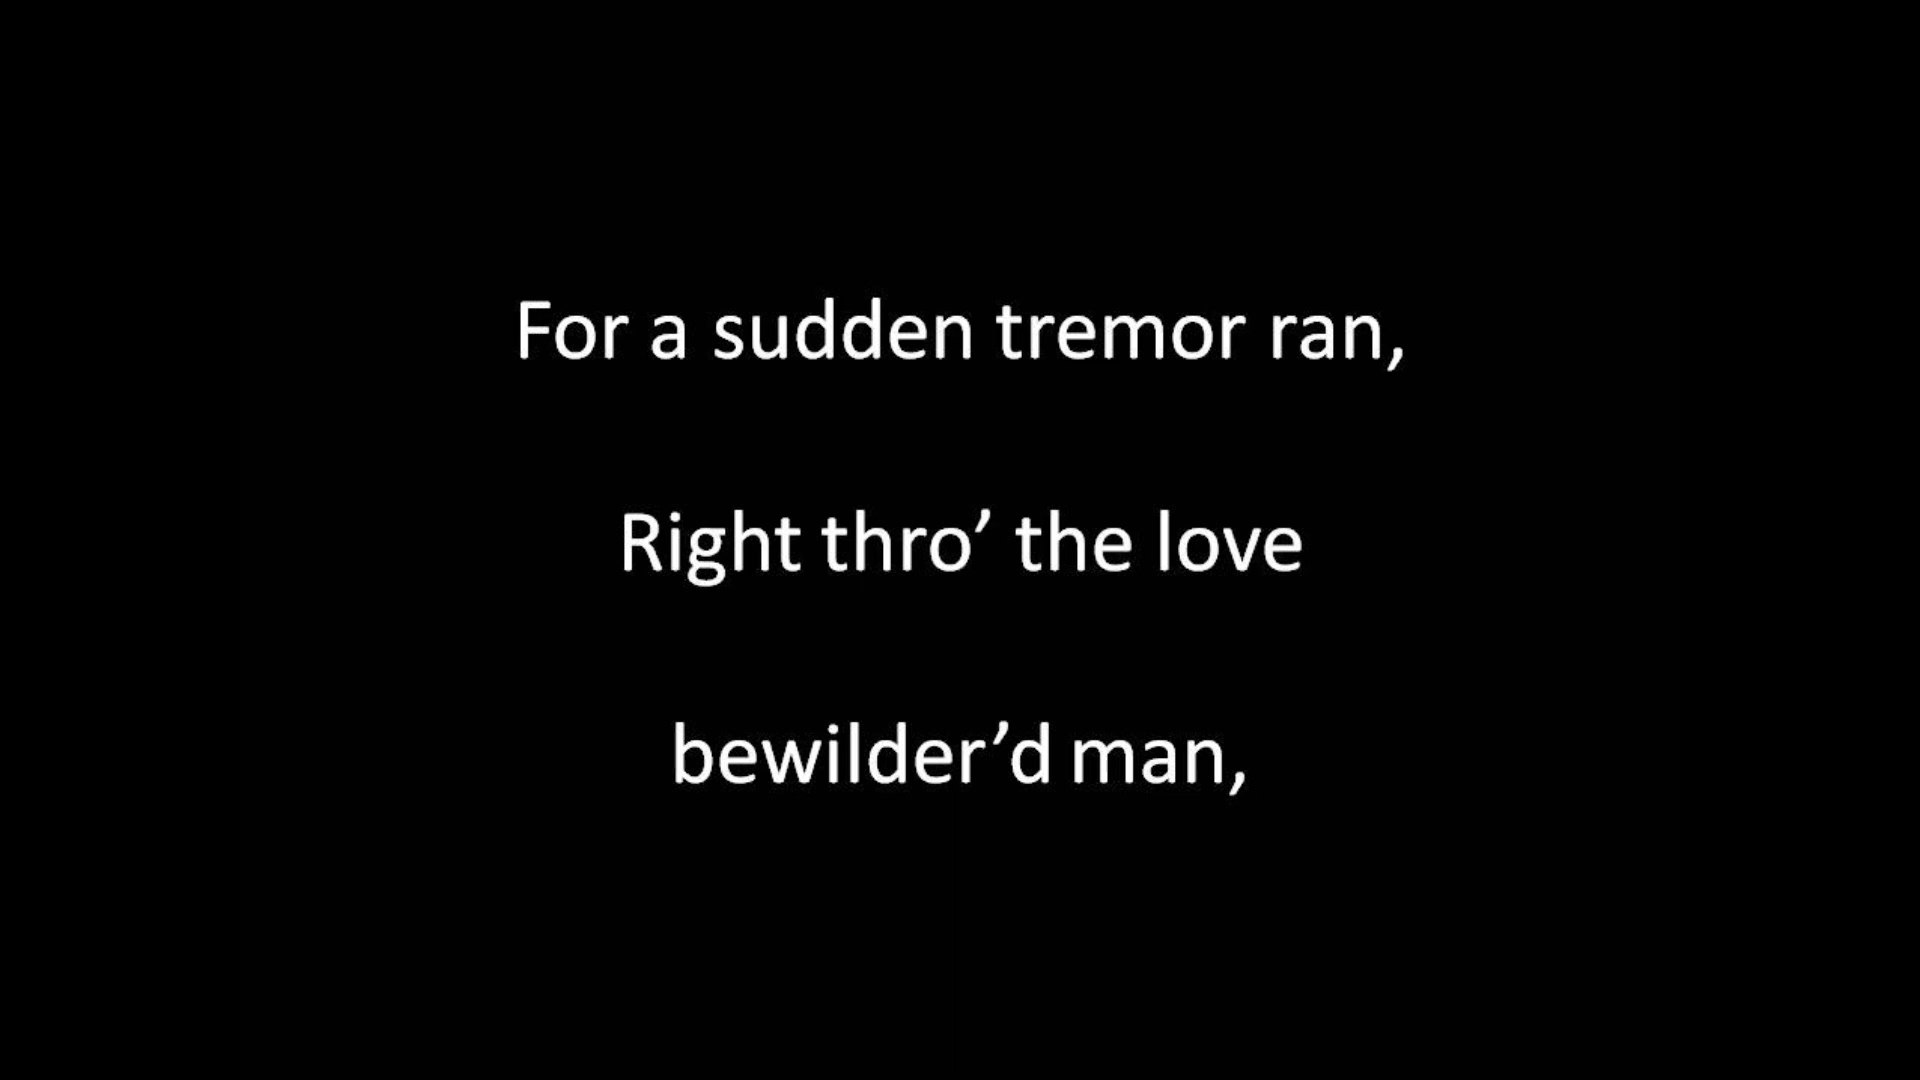 For a sudden tremor ran,
Right thro’ the love
bewilder’d man,